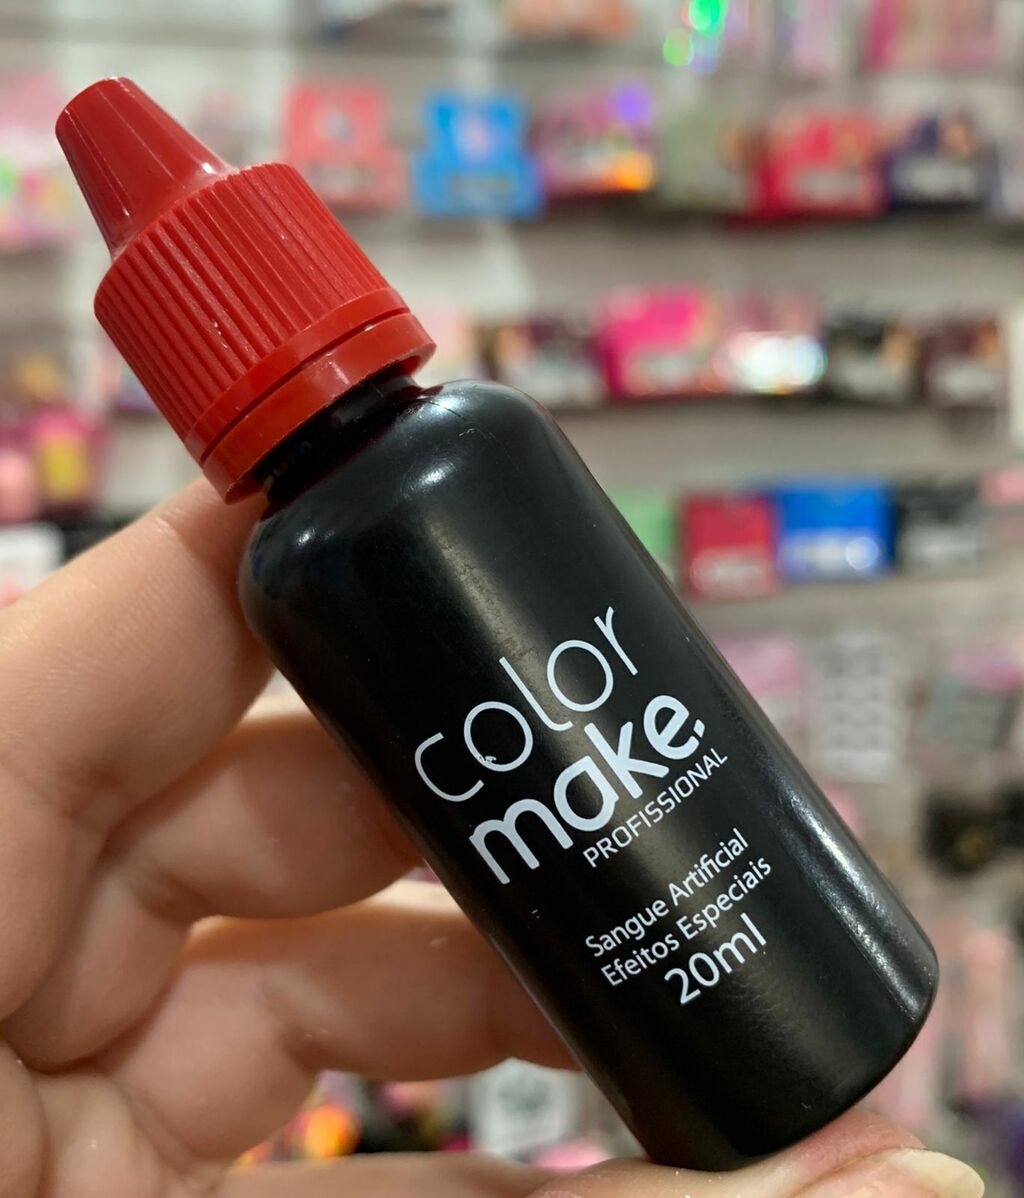 color
make.
PROFISSIONAL
Sangue Artificial
Efeitos Especiais
20ml